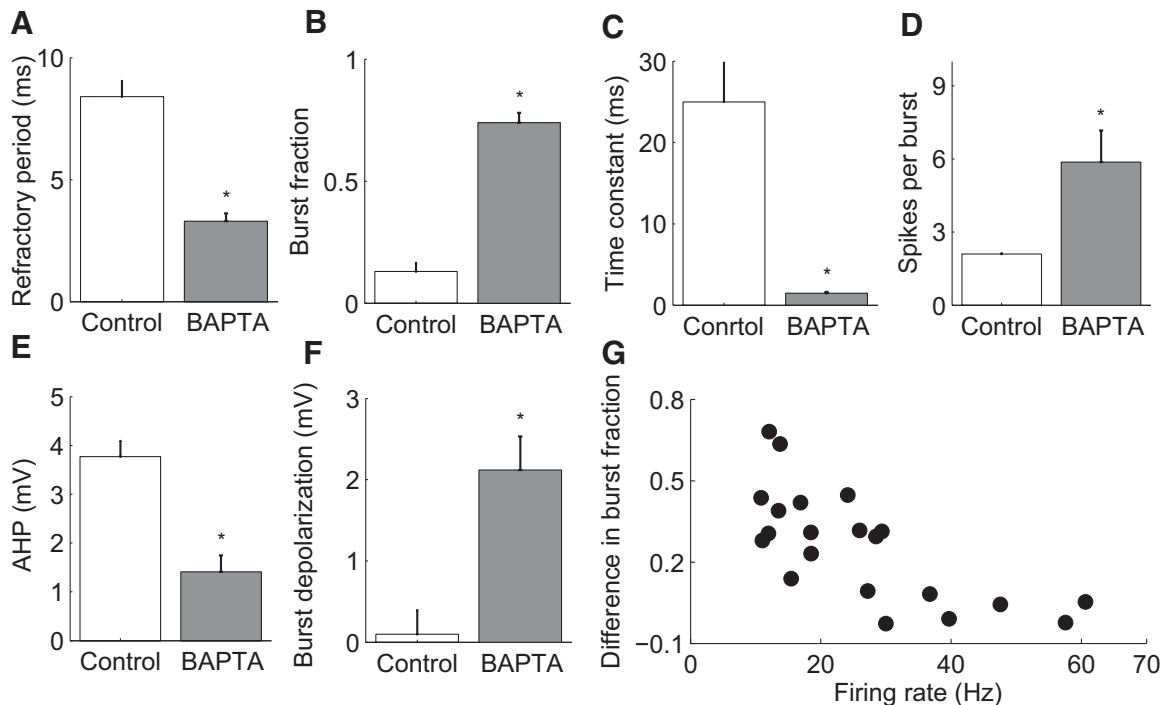 A
Refractory period (ms)
10
5
0
*
Control
BAPTA
B
Burst fraction
1
0.5
0
*
Control
BAPTA
C
Time constant (ms)
30
20
10
0
*
Conrtol
BAPTA
D
Spikes per burst
9
6
3
0
*
Control
BAPTA
E
AHP (mV)
5
4
3
2
1
0
*
Control
BAPTA
F
Burst depolarization (mV)
3
2
1
0
*
Control
BAPTA
G
Difference in burst fraction
0.8
0.5
0.2
−0.1
0
20
40
60
70
Firing rate (Hz)